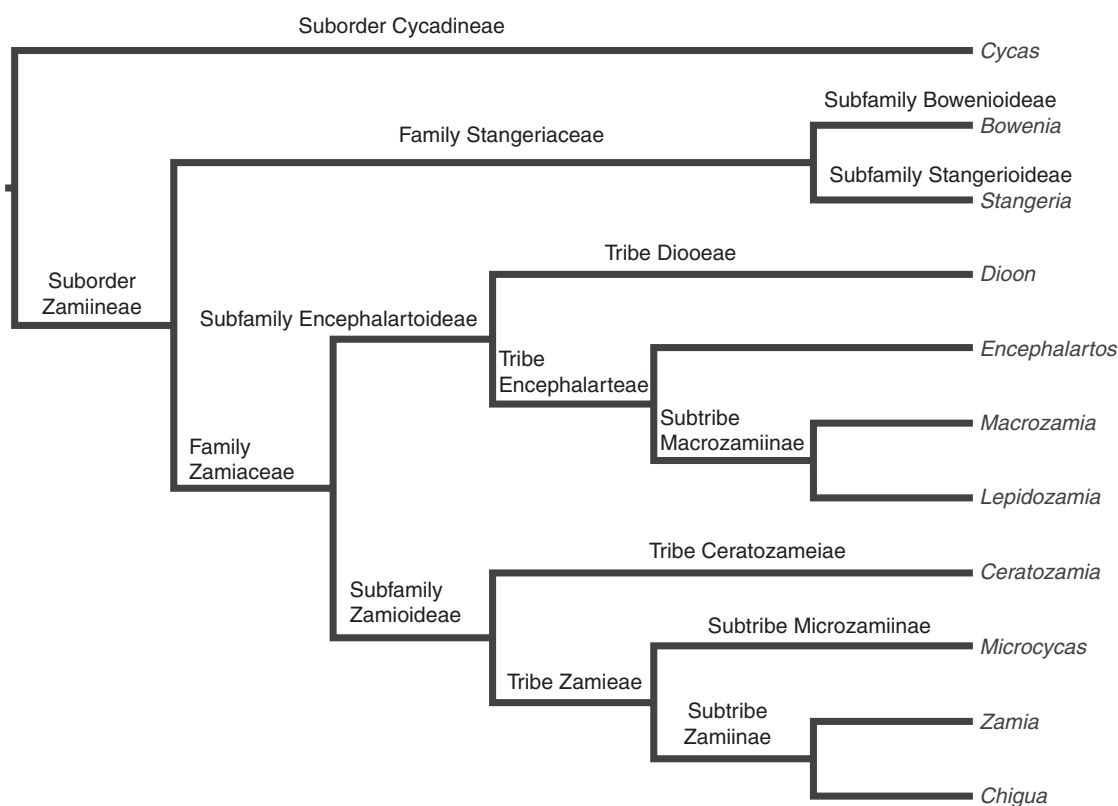 Suborder Cycadineae
Cycas
Subfamily Bowenioideae
Bowenia
Family Stangeriaceae
Subfamily Stangerioideae
Stangeria
Tribe Diooeae
Dioon
Suborder
Zamiineae
Subfamily Encephalartoideae
Encephalartos
Tribe
Encephalarteae
Subtribe
Macrozamiinae
Macrozamia
Family
Zamiaceae
Lepidozamia
Tribe Ceratozameiae
Ceratozamia
Subfamily
Zamioideae
Subtribe Microzamiinae
Microcycas
Tribe Zamieae
Subtribe
Zamiinae
Zamia
Chigua